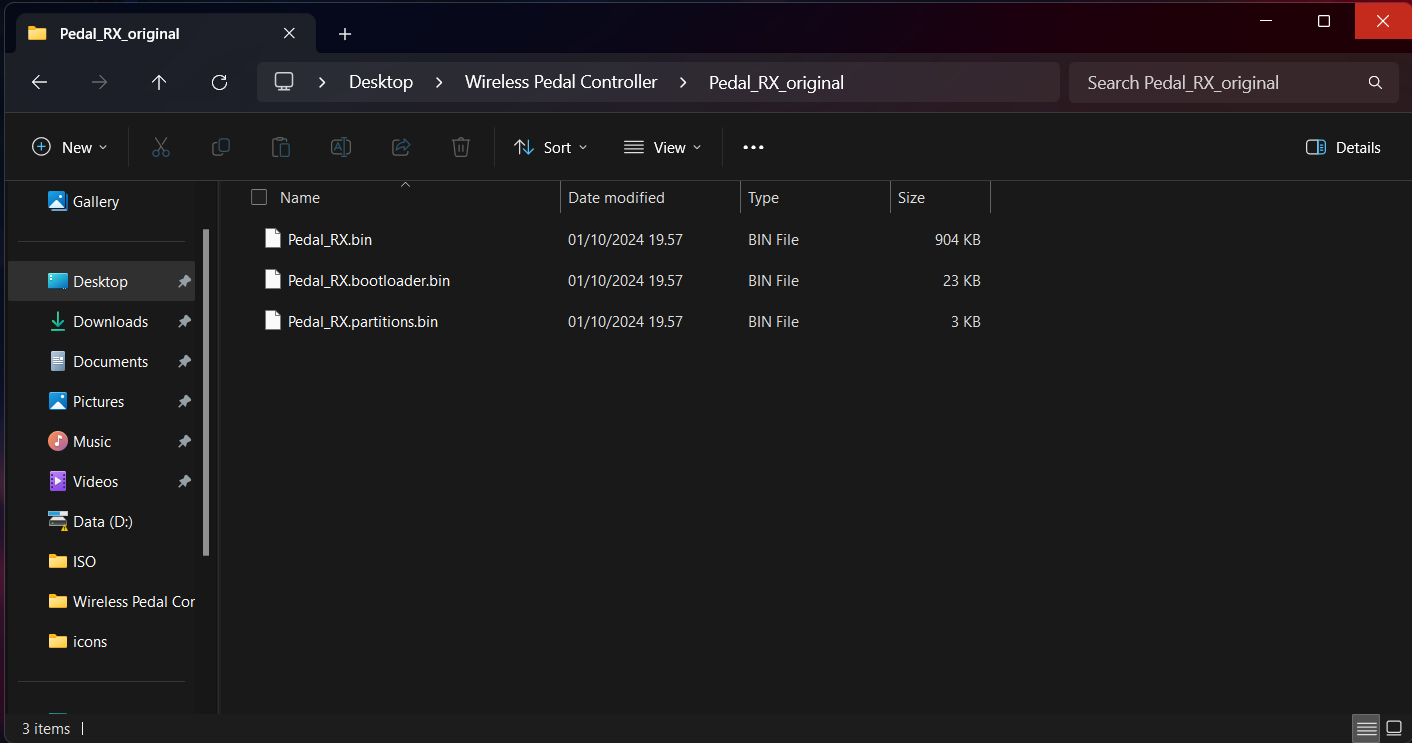 Pedal_RX_original
Desktop Wireless Pedal Controller Pedal_RX_original Search Pedal_RX_original
New Sort View Details
Gallery
Desktop
Downloads
Documents
Pictures
Music
Videos
Data (D:)
ISO
Wireless Pedal Cor
icons
Name Date modified Type Size
Pedal_RX.bin 01/10/2024 19.57 BIN File 904 KB
Pedal_RX.bootloader.bin 01/10/2024 19.57 BIN File 23 KB
Pedal_RX.partitions.bin 01/10/2024 19.57 BIN File 3 KB
3 items